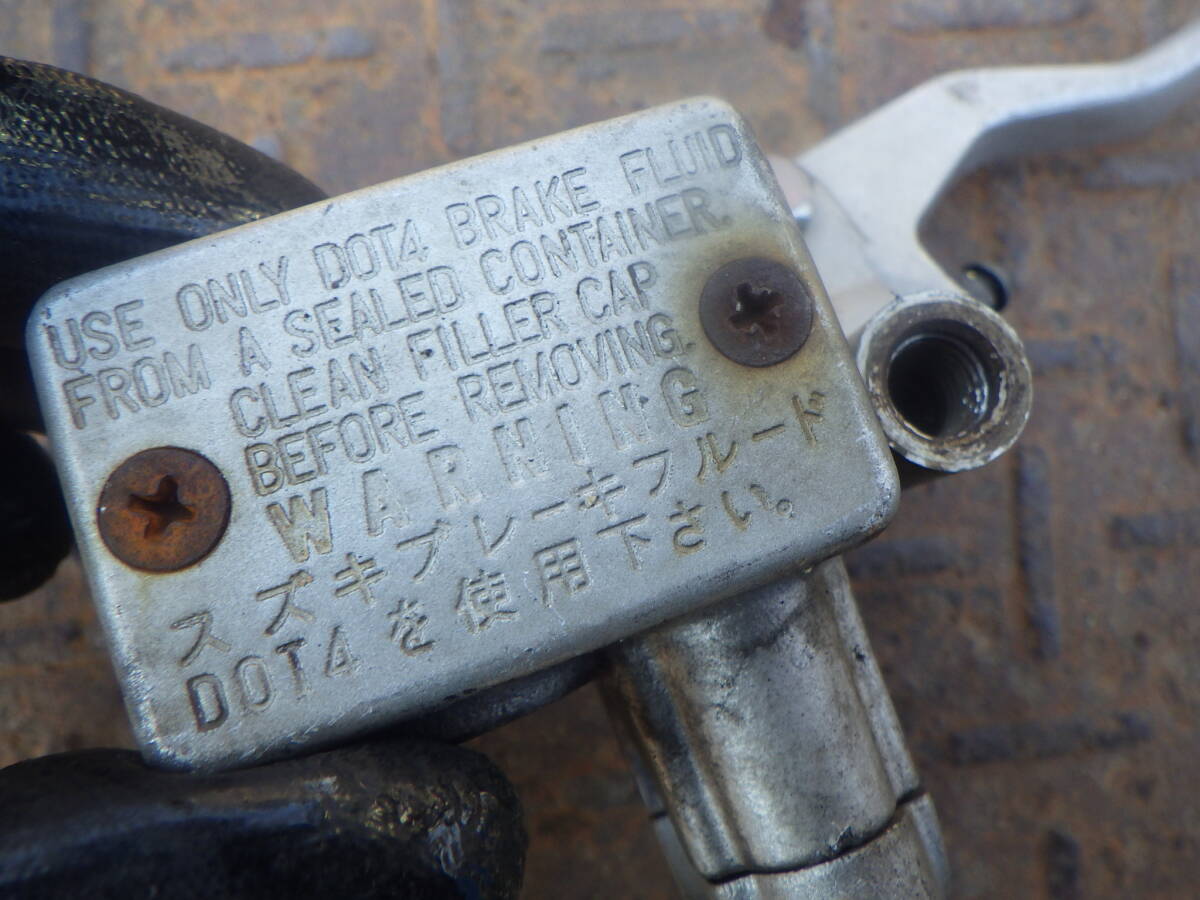 USE ONLY DOT4 BRAKE FLUID
FROM A SEALED CONTAINER.
CLEAN FILLER CAP
BEFORE REMOVING.
WARNING
スズキブレーキフルード
DOT4を使用下さい。